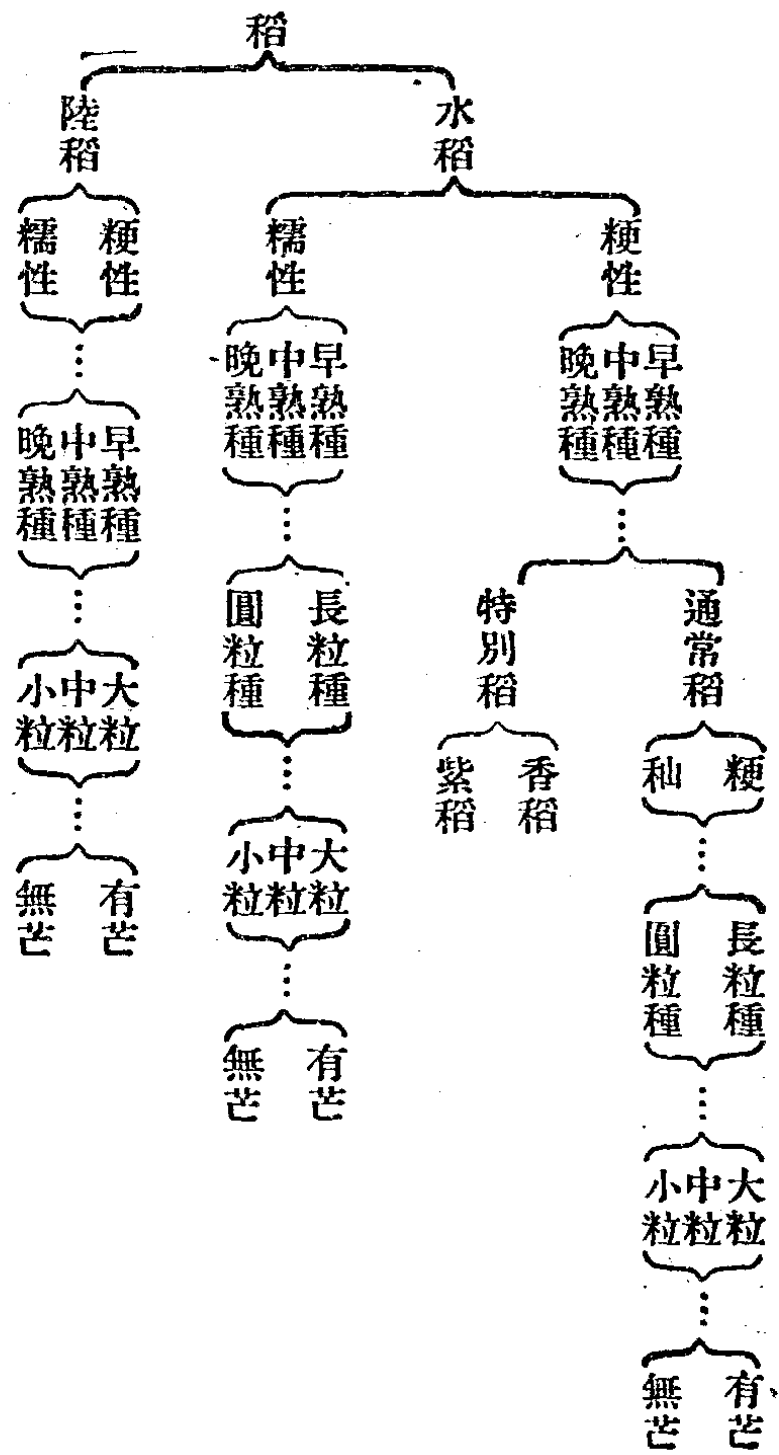 稻
水稻
陸稻
粳性
糯性
粳性
糯性
早熟種
中熟種
晚熟種
早熟種
中熟種
晚熟種
早熟種
中熟種
晚熟種
通常稻
特別稻
長粒種
圓粒種
大粒
中粒
小粒
粳
秈
香稻
紫稻
大粒
中粒
小粒
有芒
無芒
長粒種
圓粒種
有芒
無芒
大粒
中粒
小粒
有芒
無芒